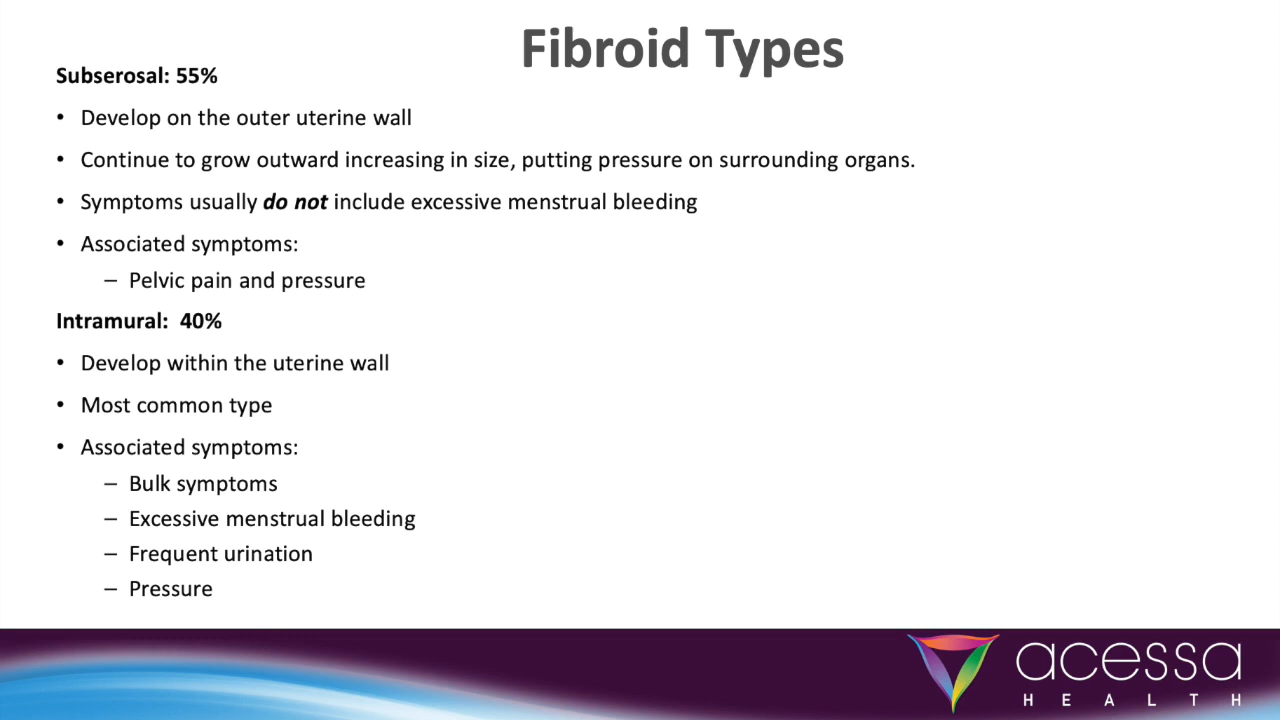 Fibroid Types
Subserosal: 55%
• Develop on the outer uterine wall
• Continue to grow outward increasing in size, putting pressure on surrounding organs.
• Symptoms usually do not include excessive menstrual bleeding
• Associated symptoms:
– Pelvic pain and pressure
Intramural:  40%
• Develop within the uterine wall
• Most common type
• Associated symptoms:
– Bulk symptoms
– Excessive menstrual bleeding
– Frequent urination
– Pressure
acessa
HEALTH